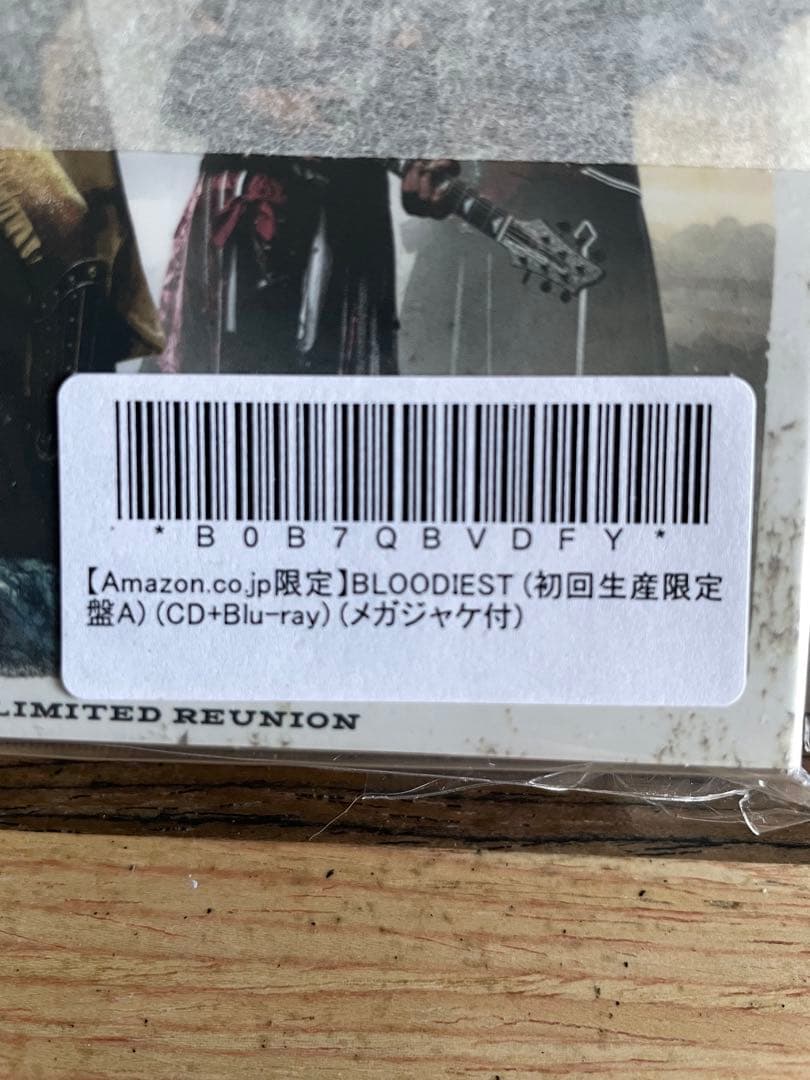 * B 0 B 7 Q B V D F Y *
【Amazon.co.jp限定】BLOODIEST (初回生産限定
盤A) (CD+Blu-ray) (メガジャケ付)
LIMITED REUNION